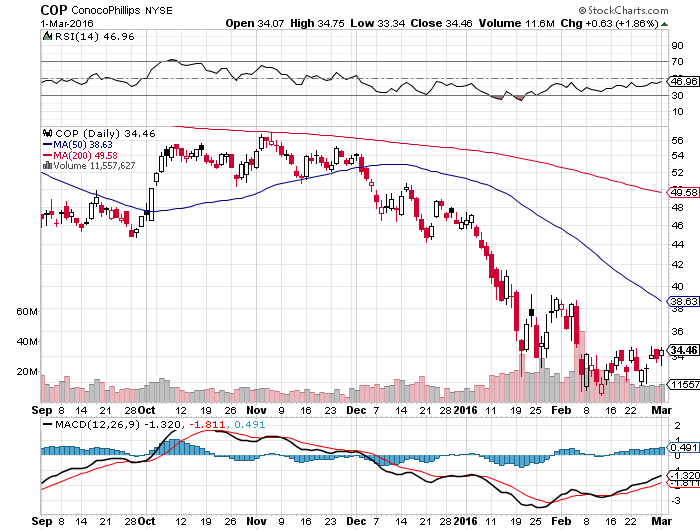 COP ConocoPhillips NYSE © StockCharts.com
1-Mar-2016 Open 34.07 High 34.75 Low 33.34 Close 34.46 Volume 11.6M Chg +0.63 (+1.86%)
RSI(14) 46.96
90
70
46.96
30
10
COP (Daily) 34.46
MA(50) 38.63
MA(200) 49.58
Volume 11,557,627
56
54
52
50
49.58
48
46
44
42
40
38.63
38
36
34.46
34
11557
60M
40M
20M
Sep 8 14 21 28 Oct 12 19 26 Nov 9 16 23 Dec 7 14 21 28 2016 11 19 25 Feb 8 16 22 Mar
MACD(12,26,9) -1.320, -1.811, 0.491
2
1
0.491
0
-1.320
-1.811
-3
Sep 8 14 21 28 Oct 12 19 26 Nov 9 16 23 Dec 7 14 21 28 2016 11 19 25 Feb 8 16 22 Mar